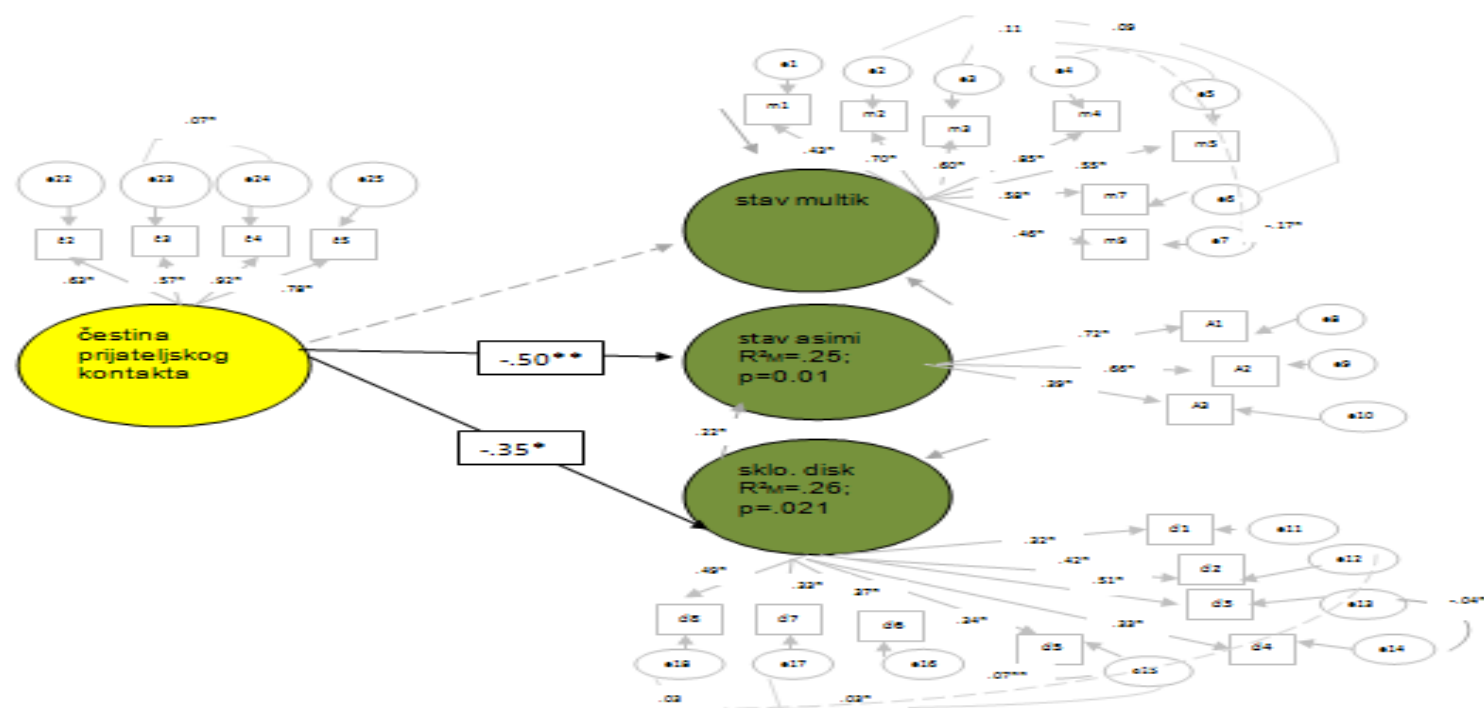 .11 .09
e1 e2 e3 e4 e5
m1 m2 m3 m4 m5
.07*
.43* .70* .60* .85* .55*
e22 e23 e24 e25
stav multik
.58* m7 e6
č2 č3 č4 č5
.46* m9 e7 -.17*
.63* .57* .92* .78*
čestina
prijateljskog
kontakta
-.50**
-.35*
stav asimi
R²M=.25;
p=0.01
.72* A1 e8
.66* A2 e9
.39* A3 e10
.22*
sklo. disk
R²M=.26;
p=.021
.32* d1 e11
.42* d2 e12
.51* d3 e13 -.04*
.33* d4 e14
.49* .33* .37* .34*
d8 d7 d6 d5
e18 e17 e16 .07** e15
.03 .03*